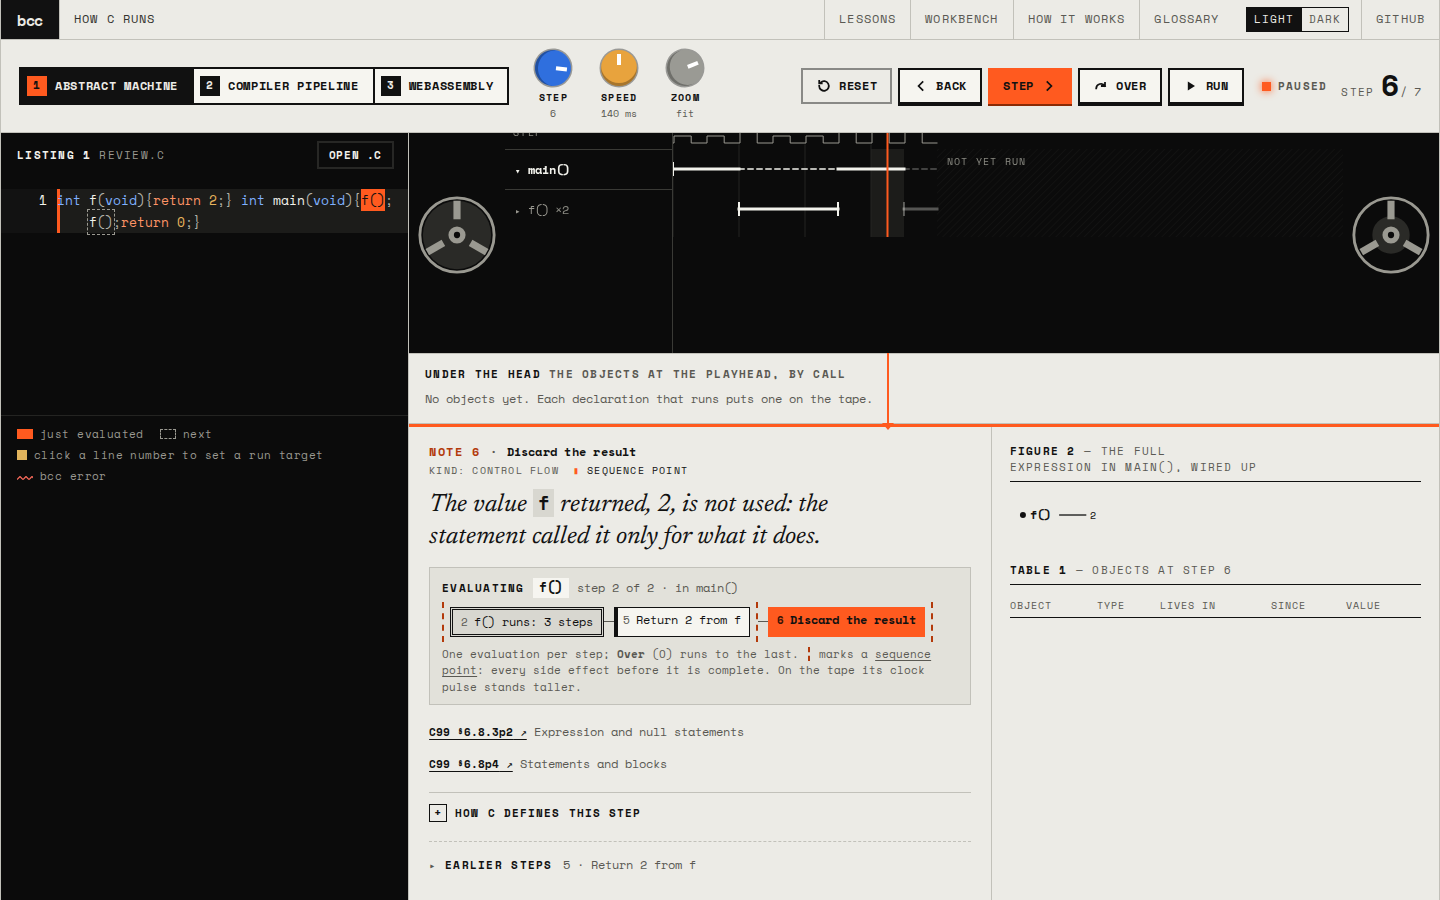 bcc HOW C RUNS LESSONS WORKBENCH HOW IT WORKS GLOSSARY LIGHT DARK GITHUB
1 ABSTRACT MACHINE 2 COMPILER PIPELINE 3 WEBASSEMBLY
STEP SPEED ZOOM
6 140 ms fit
RESET BACK STEP OVER RUN PAUSED STEP 6 / 7
LISTING 1 REVIEW.C OPEN .C
1 int f(void){return 2;} int main(void){f();
f();return 0;}
just evaluated next
click a line number to set a run target
bcc error
main()
f() ×2
NOT YET RUN
UNDER THE HEAD THE OBJECTS AT THE PLAYHEAD, BY CALL
No objects yet. Each declaration that runs puts one on the tape.
NOTE 6 · Discard the result
KIND: CONTROL FLOW SEQUENCE POINT
The value f returned, 2, is not used: the
statement called it only for what it does.
EVALUATING f() step 2 of 2 · in main()
2 f() runs: 3 steps 5 Return 2 from f 6 Discard the result
One evaluation per step; Over (O) runs to the last. marks a sequence
point: every side effect before it is complete. On the tape its clock
pulse stands taller.
C99 §6.8.3p2 ↗ Expression and null statements
C99 §6.8p4 ↗ Statements and blocks
+ HOW C DEFINES THIS STEP
▸ EARLIER STEPS 5 · Return 2 from f
FIGURE 2 — THE FULL
EXPRESSION IN MAIN(), WIRED UP
f() 2
TABLE 1 — OBJECTS AT STEP 6
OBJECT TYPE LIVES IN SINCE VALUE